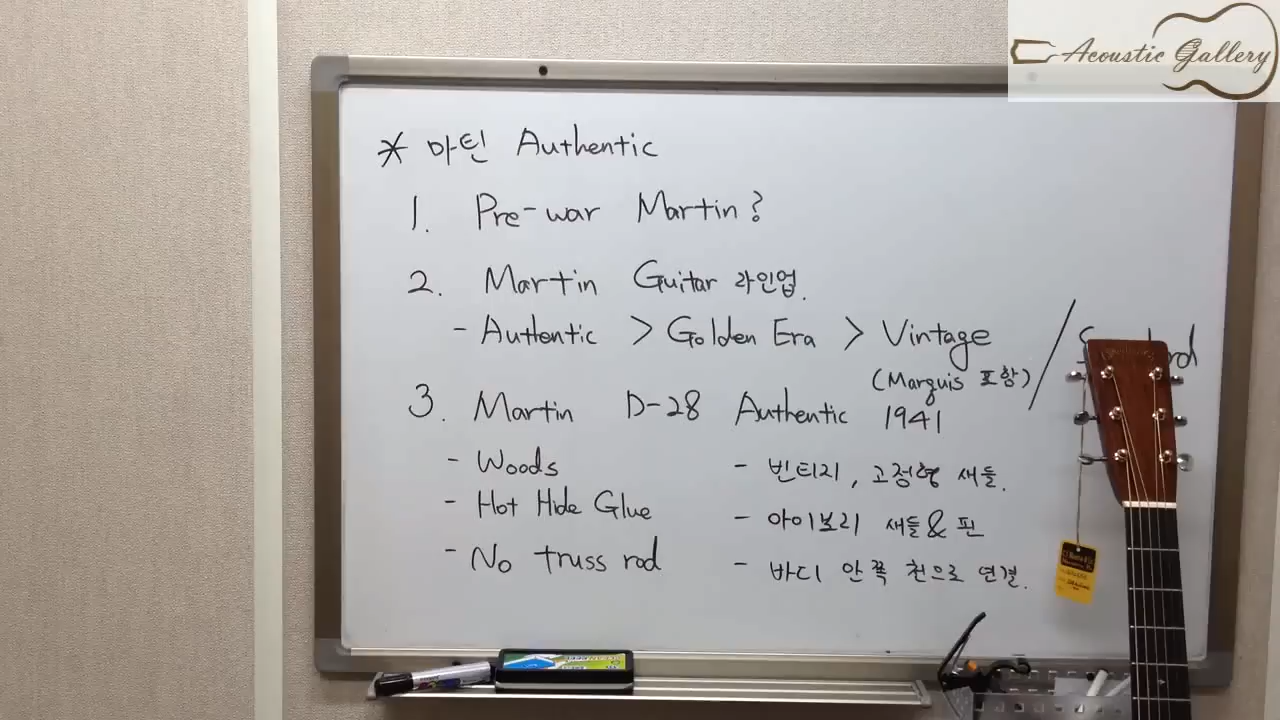 Acoustic Gallery
* 마틴 Authentic
1. Pre-war Martin?
2. Martin Guitar 라인업.
- Authentic > Golden Era > Vintage /
(Marquis 포함)
3. Martin D-28 Authentic 1941
- Woods
- Hot Hide Glue
- No truss rod
- 빈티지, 고정형 새들.
- 아이보리 새들 & 핀
- 바디 안쪽 천으로 연결.